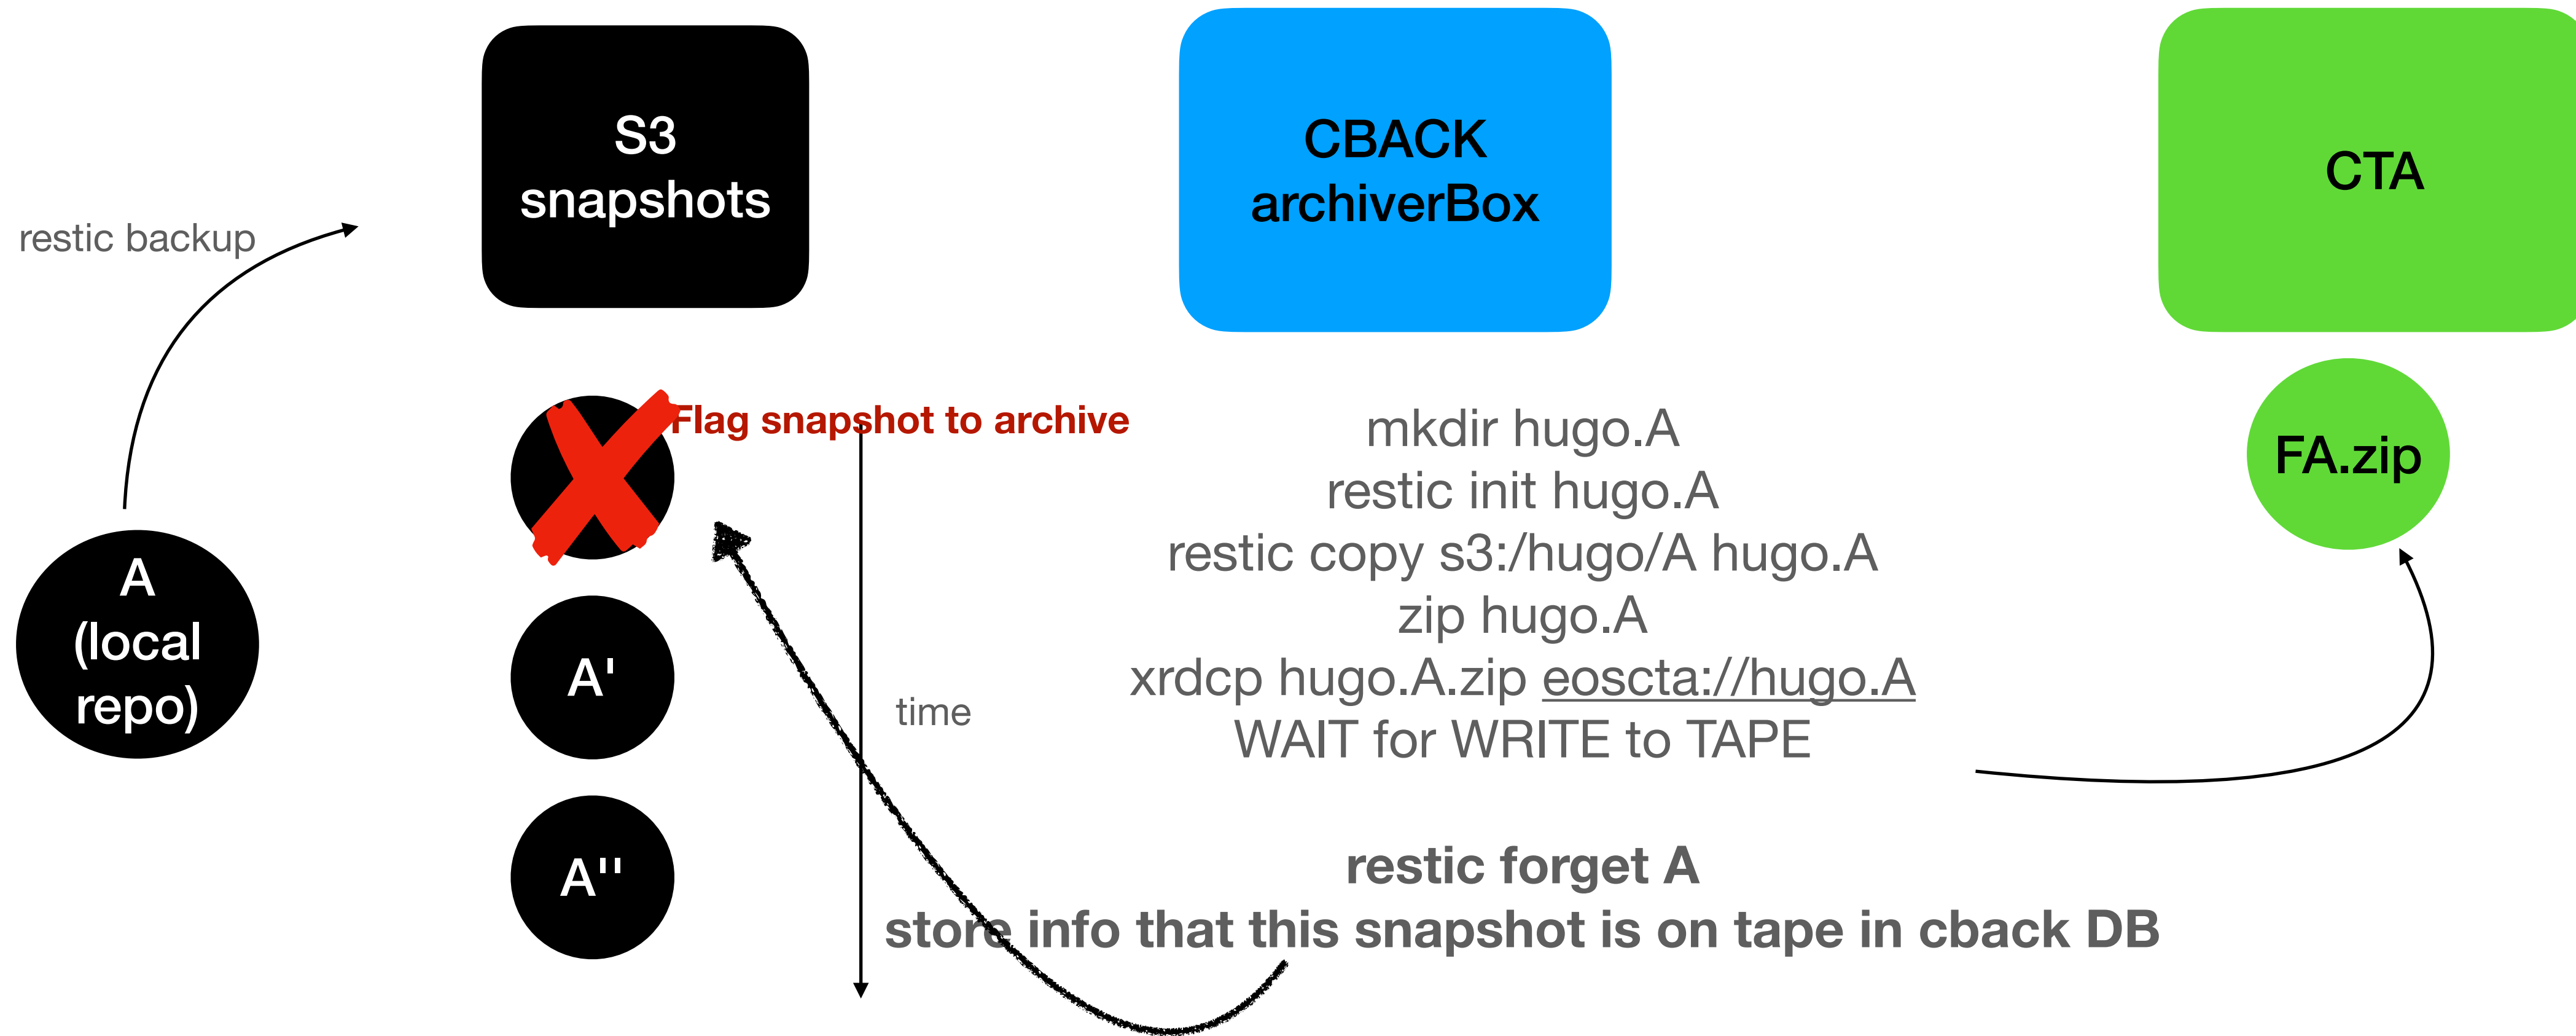 S3
snapshots
CBACK
archiverBox
CTA
restic backup
Flag snapshot to archive
mkdir hugo.A
restic init hugo.A
restic copy s3:/hugo/A hugo.A
zip hugo.A
xrdcp hugo.A.zip eoscta://hugo.A
WAIT for WRITE to TAPE
FA.zip
A
(local
repo)
A'
time
A''
restic forget A
store info that this snapshot is on tape in cback DB